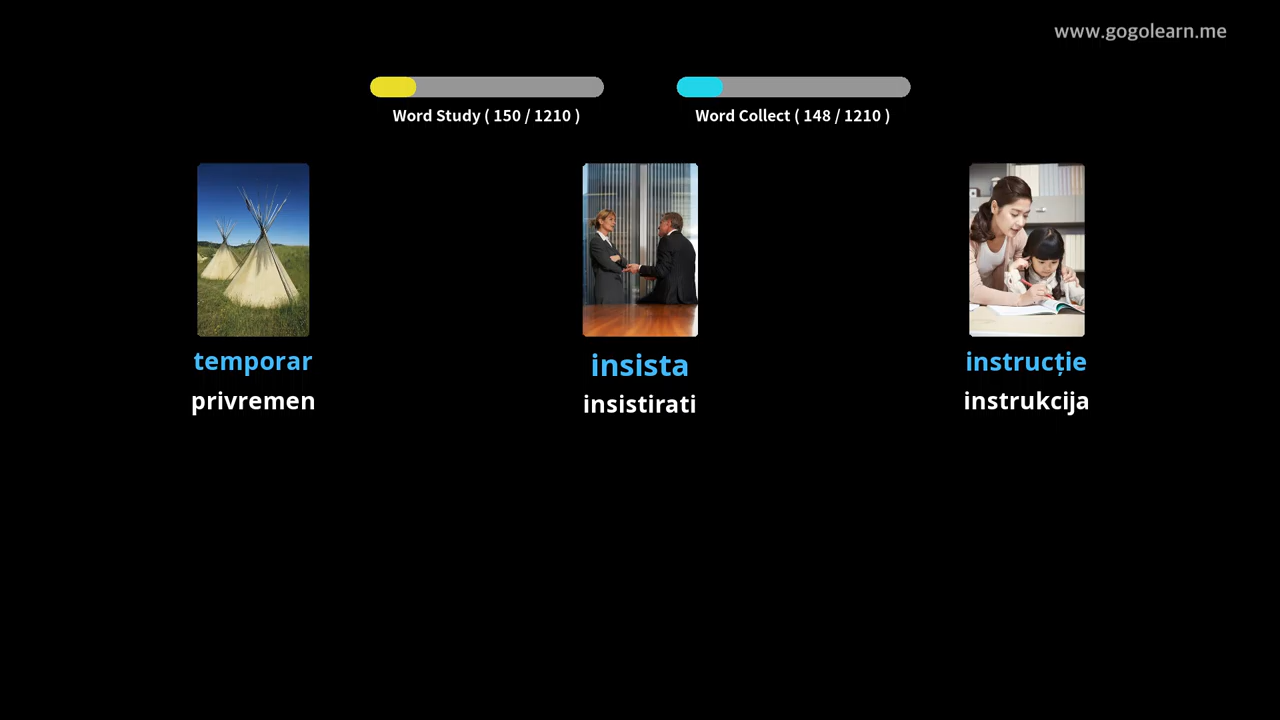 www.gogolearn.me
Word Study ( 150 / 1210 )
Word Collect ( 148 / 1210 )
temporar
insista
instrucție
privremen
insistirati
instrukcija